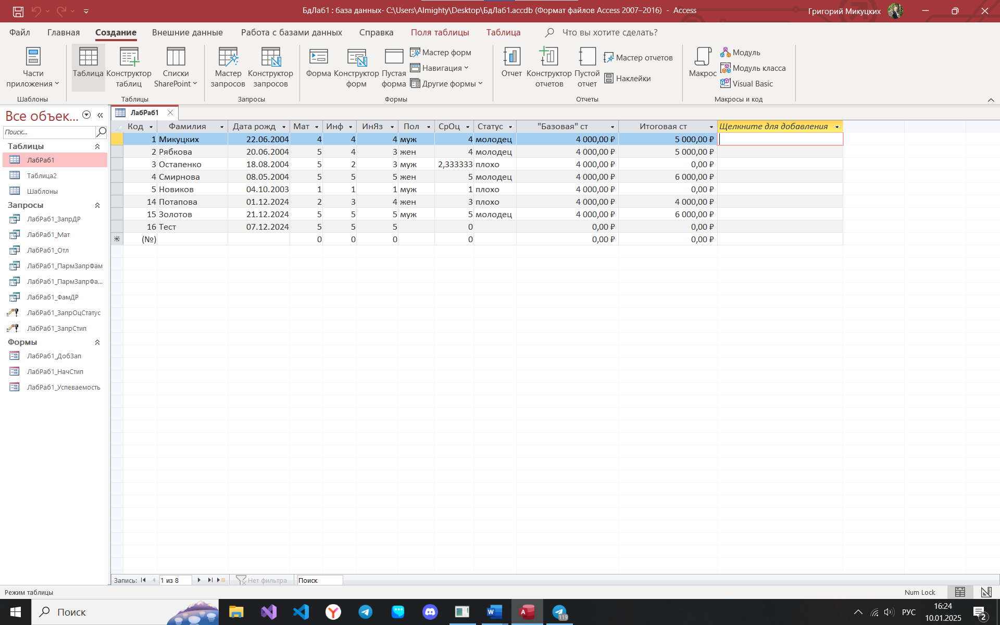 БдЛаб1 : база данных- C:\Users\Almighty\Desktop\БдЛаб1.accdb (Формат файлов Access 2007–2016) - Access
Григорий Микуцких
Файл Главная Создание Внешние данные Работа с базами данных Справка Поля таблицы Таблица Что вы хотите сделать?
Части приложения
Шаблоны
Таблица
Конструктор таблиц
Списки SharePoint
Таблицы
Мастер запросов
Конструктор запросов
Запросы
Форма
Конструктор форм
Пустая форма
Мастер форм
Навигация
Другие формы
Формы
Отчет
Конструктор отчетов
Пустой отчет
Мастер отчетов
Наклейки
Отчеты
Макрос
Модуль
Модуль класса
Visual Basic
Макросы и код
Все объек...
Поиск...
Таблицы
ЛабРаб1
Таблица2
Шаблоны
Запросы
ЛабРаб1_ЗапрДР
ЛабРаб1_Мат
ЛабРаб1_Отл
ЛабРаб1_ПармЗапрФам
ЛабРаб1_ПармЗапрФа...
ЛабРаб1_ФамДР
ЛабРаб1_ЗапрОцСтатус
ЛабРаб1_ЗапрСтип
Формы
ЛабРаб1_ДобЗап
ЛабРаб1_НачСтип
ЛабРаб1_Успеваемость
ЛабРаб1
Код Фамилия Дата рожд Мат Инф ИнЯз Пол СрОц Статус "Базовая" ст Итоговая ст Щелкните для добавления
1 Микуцких 22.06.2004 4 4 4 муж 4 молодец 4 000,00 ₽ 5 000,00 ₽
2 Рябкова 20.06.2004 5 4 3 жен 4 молодец 4 000,00 ₽ 5 000,00 ₽
3 Остапенко 18.08.2004 5 2 3 муж 2,333333 плохо 4 000,00 ₽ 0,00 ₽
4 Смирнова 08.05.2004 5 5 5 жен 5 молодец 4 000,00 ₽ 6 000,00 ₽
5 Новиков 04.10.2003 1 1 1 муж 1 плохо 4 000,00 ₽ 0,00 ₽
14 Потапова 01.12.2024 2 3 4 жен 3 плохо 4 000,00 ₽ 4 000,00 ₽
15 Золотов 21.12.2024 5 5 5 муж 5 молодец 4 000,00 ₽ 6 000,00 ₽
16 Тест 07.12.2024 5 5 5 0 0,00 ₽ 0,00 ₽
(№) 0 0 0 0 0,00 ₽ 0,00 ₽
Запись: 1 из 8 Нет фильтра Поиск
Режим таблицы
Num Lock
Поиск
119
РУС
16:24
10.01.2025
2